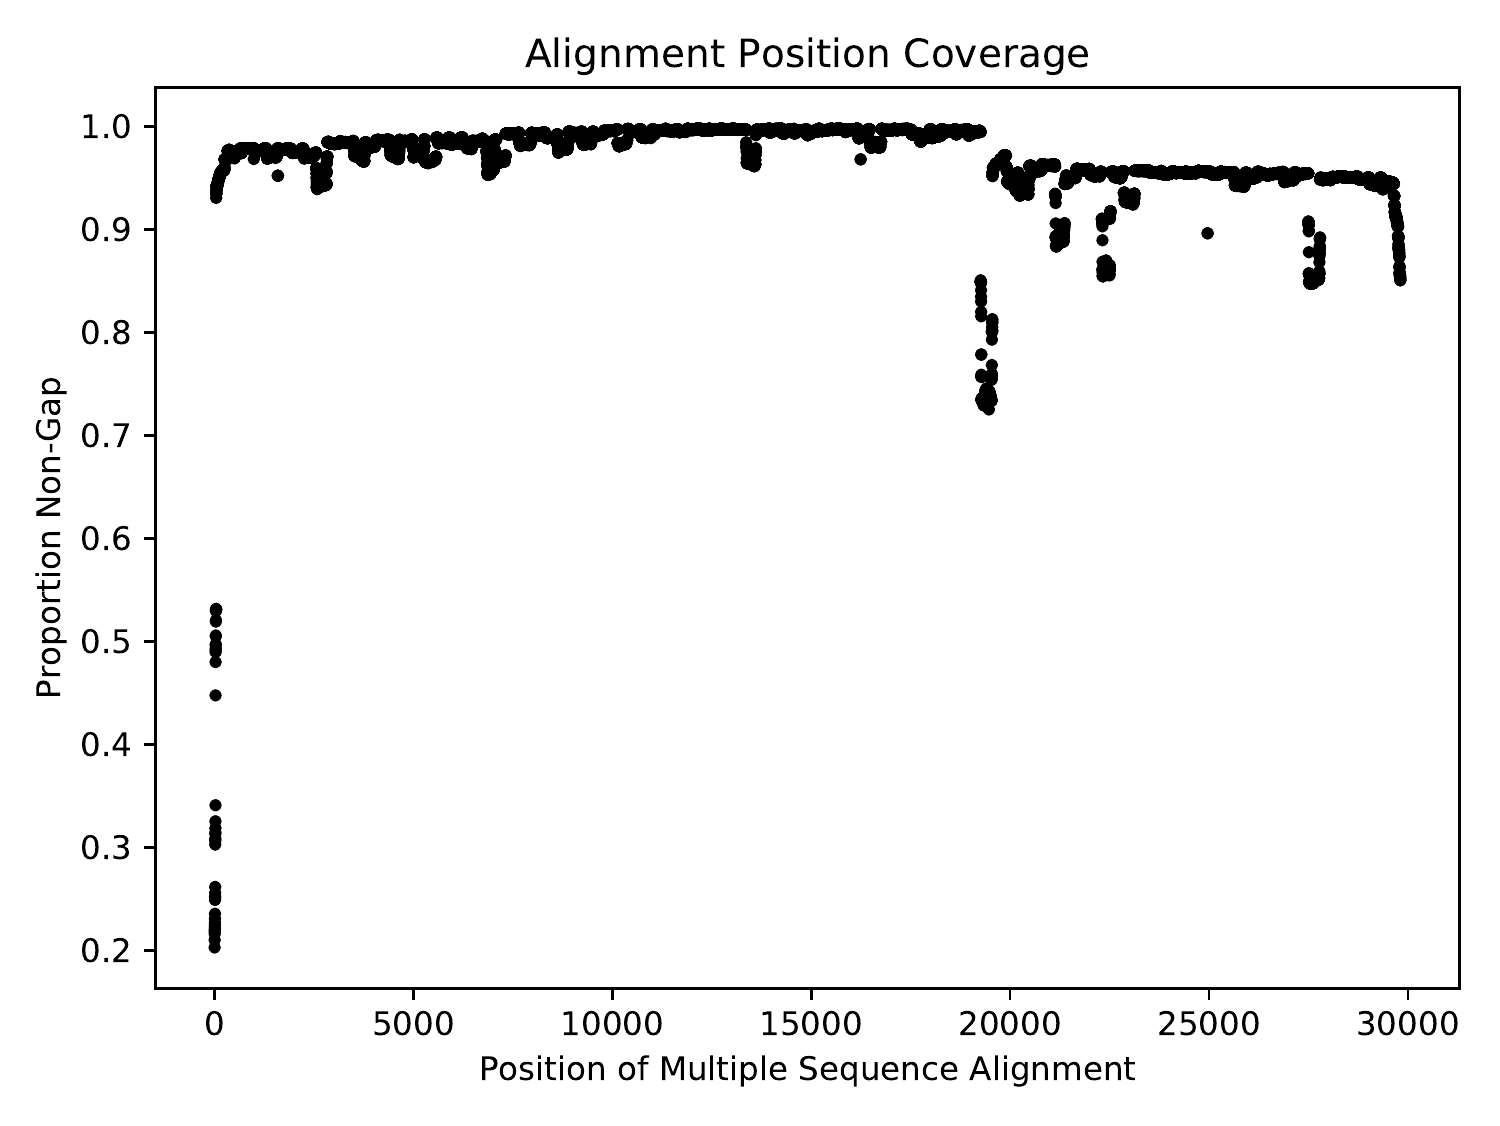 Alignment Position Coverage
Proportion Non-Gap
1.0
0.9
0.8
0.7
0.6
0.5
0.4
0.3
0.2
0 5000 10000 15000 20000 25000 30000
Position of Multiple Sequence Alignment